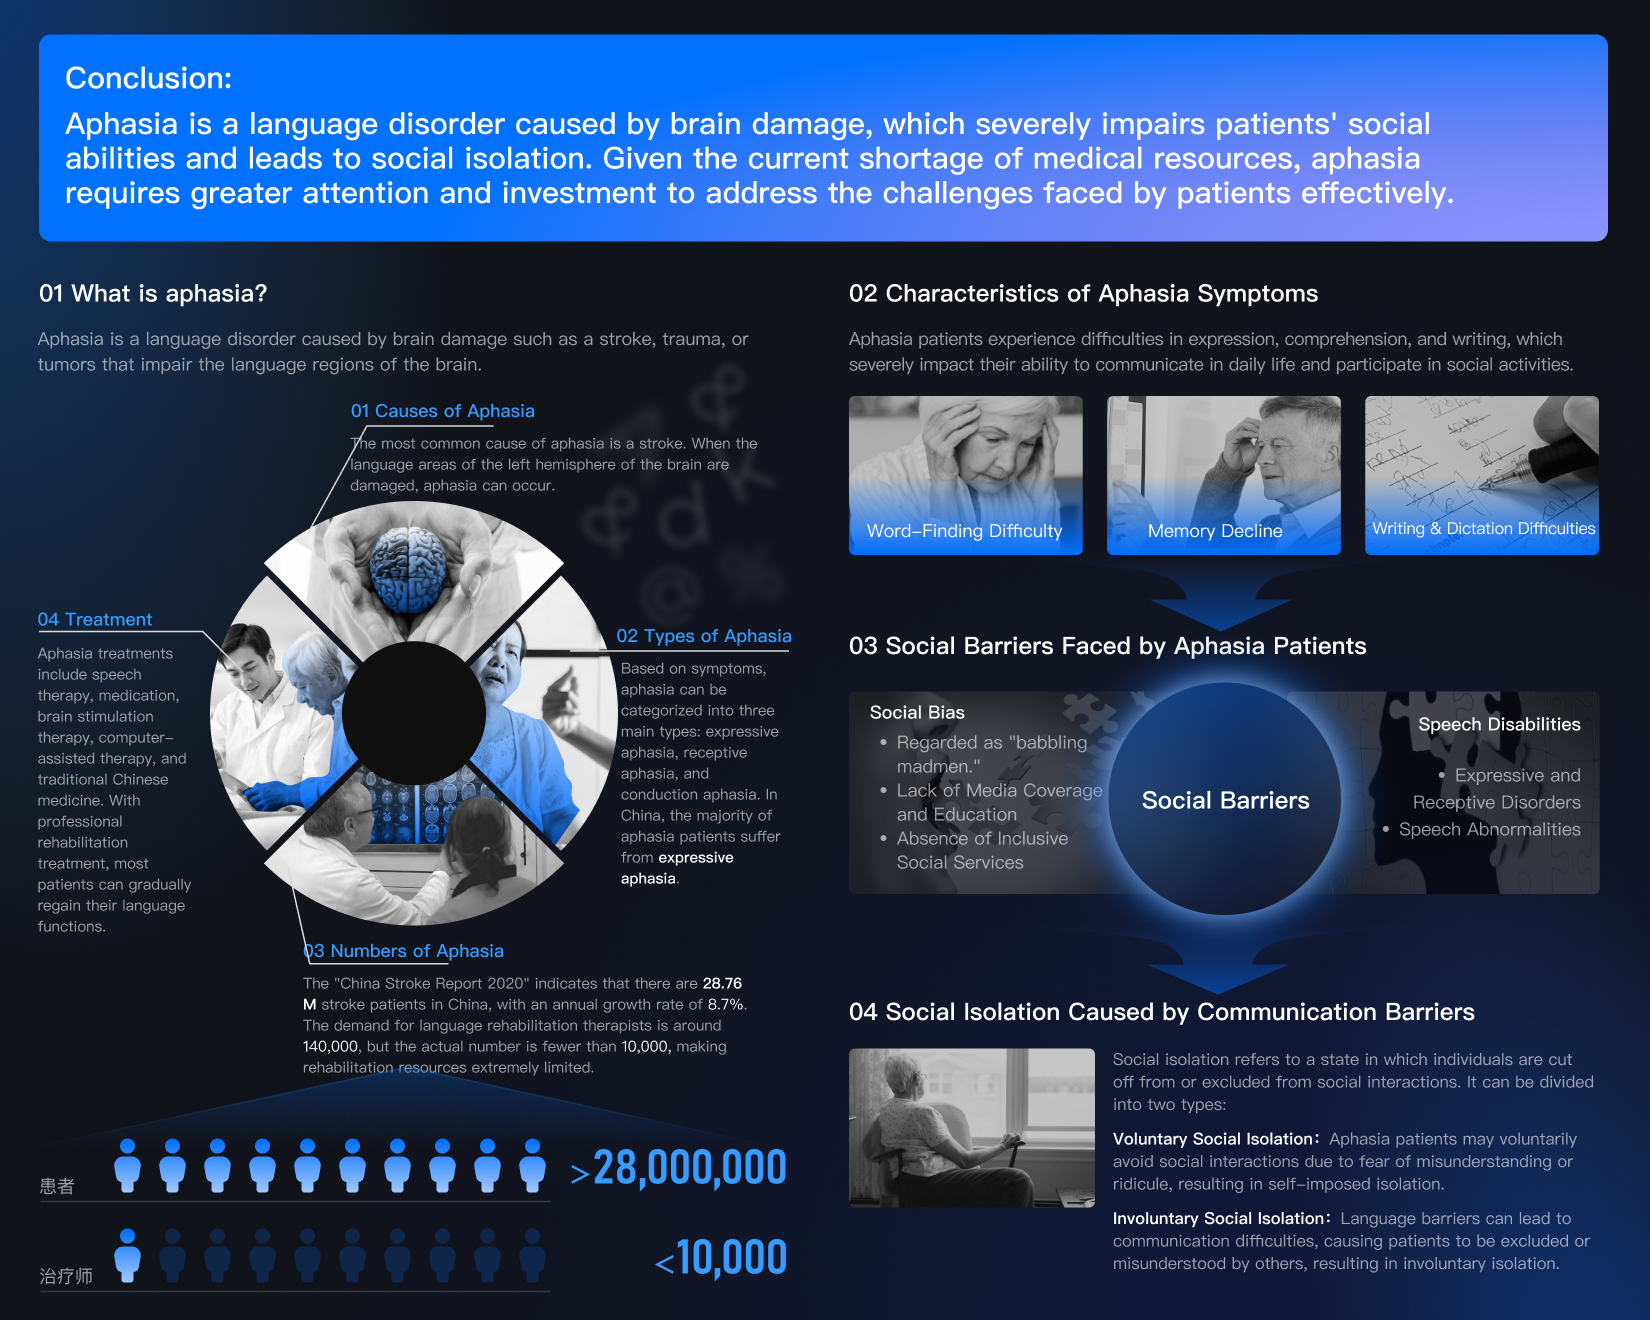 Conclusion:
Aphasia is a language disorder caused by brain damage, which severely impairs patients' social
abilities and leads to social isolation. Given the current shortage of medical resources, aphasia
requires greater attention and investment to address the challenges faced by patients effectively.
01 What is aphasia?
Aphasia is a language disorder caused by brain damage such as a stroke, trauma, or
tumors that impair the language regions of the brain.
01 Causes of Aphasia
The most common cause of aphasia is a stroke. When the
language areas of the left hemisphere of the brain are
damaged, aphasia can occur.
02 Types of Aphasia
Based on symptoms,
aphasia can be
categorized into three
main types: expressive
aphasia, receptive
aphasia, and
conduction aphasia. In
China, the majority of
aphasia patients suffer
from expressive
aphasia.
04 Treatment
Aphasia treatments
include speech
therapy, medication,
brain stimulation
therapy, computer-
assisted therapy, and
traditional Chinese
medicine. With
professional
rehabilitation
treatment, most
patients can gradually
regain their language
functions.
03 Numbers of Aphasia
The "China Stroke Report 2020" indicates that there are 28.76
M stroke patients in China, with an annual growth rate of 8.7%.
The demand for language rehabilitation therapists is around
140,000, but the actual number is fewer than 10,000, making
rehabilitation resources extremely limited.
患者
>28,000,000
治疗师
<10,000
02 Characteristics of Aphasia Symptoms
Aphasia patients experience difficulties in expression, comprehension, and writing, which
severely impact their ability to communicate in daily life and participate in social activities.
Word-Finding Difficulty
Memory Decline
Writing & Dictation Difficulties
03 Social Barriers Faced by Aphasia Patients
Social Bias
• Regarded as "babbling
madmen."
• Lack of Media Coverage
and Education
• Absence of Inclusive
Social Services
Social Barriers
Speech Disabilities
• Expressive and
Receptive Disorders
• Speech Abnormalities
04 Social Isolation Caused by Communication Barriers
Social isolation refers to a state in which individuals are cut
off from or excluded from social interactions. It can be divided
into two types:
Voluntary Social Isolation: Aphasia patients may voluntarily
avoid social interactions due to fear of misunderstanding or
ridicule, resulting in self-imposed isolation.
Involuntary Social Isolation: Language barriers can lead to
communication difficulties, causing patients to be excluded or
misunderstood by others, resulting in involuntary isolation.